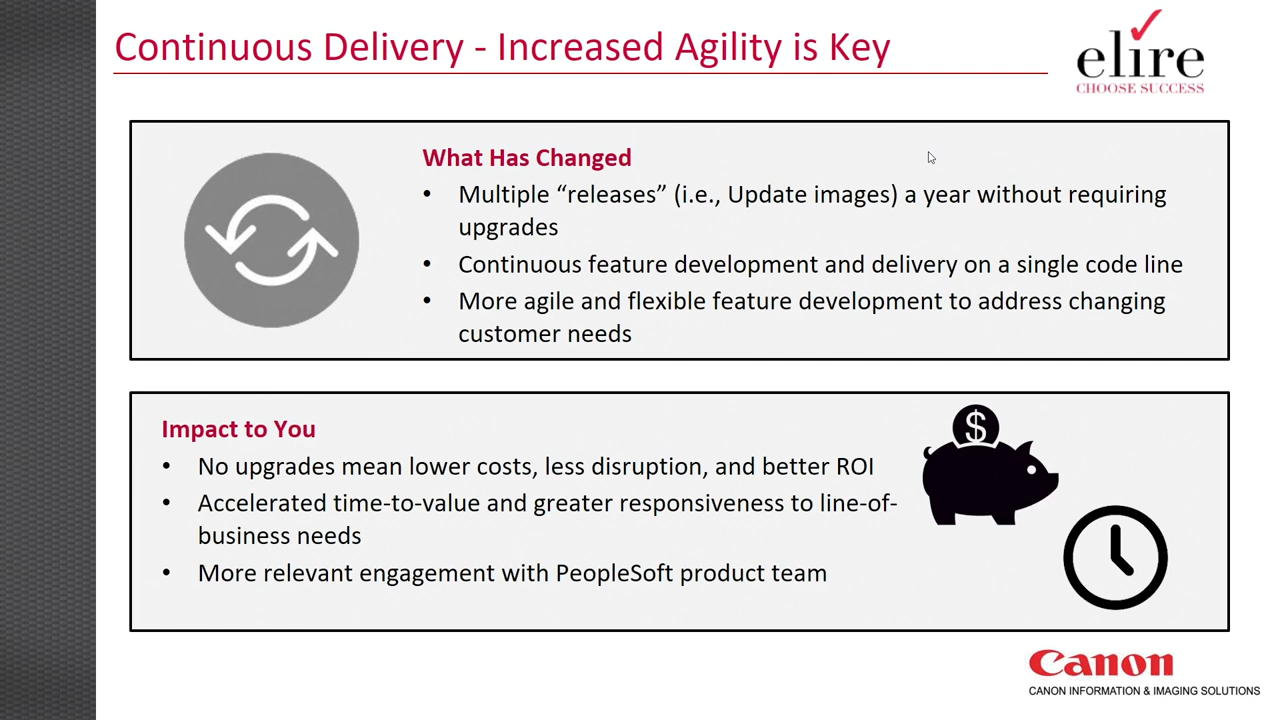 Continuous Delivery - Increased Agility is Key
elire
CHOOSE SUCCESS
What Has Changed
• Multiple “releases” (i.e., Update images) a year without requiring
upgrades
• Continuous feature development and delivery on a single code line
• More agile and flexible feature development to address changing
customer needs
Impact to You
• No upgrades mean lower costs, less disruption, and better ROI
• Accelerated time-to-value and greater responsiveness to line-of-
business needs
• More relevant engagement with PeopleSoft product team
$
Canon
CANON INFORMATION & IMAGING SOLUTIONS